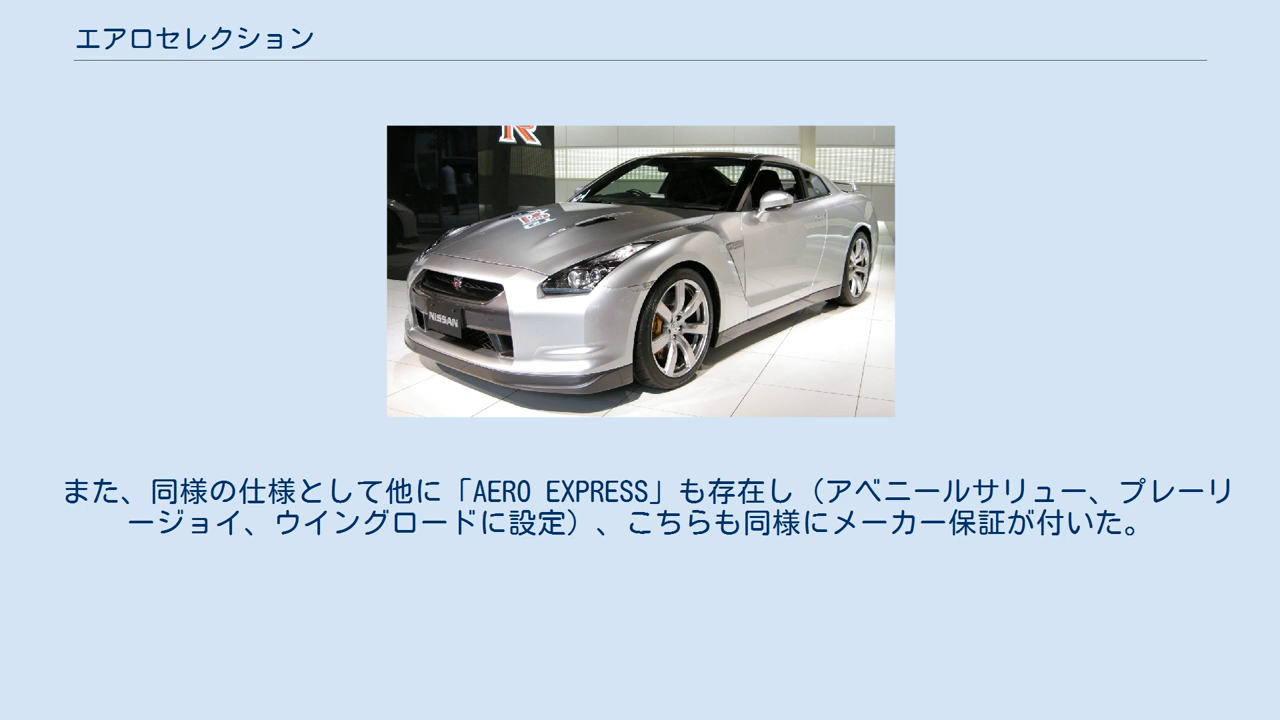 エアロセレクション
R
NISSAN
また、同様の仕様として他に「AERO EXPRESS」も存在し（アベニールサリュー、プレーリ
ージョイ、ウイングロードに設定）、こちらも同様にメーカー保証が付いた。